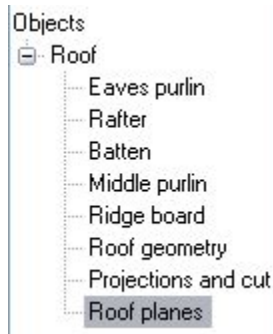 Objects
Roof
Eaves purlin
Rafter
Batten
Middle purlin
Ridge board
Roof geometry
Projections and cut
Roof planes